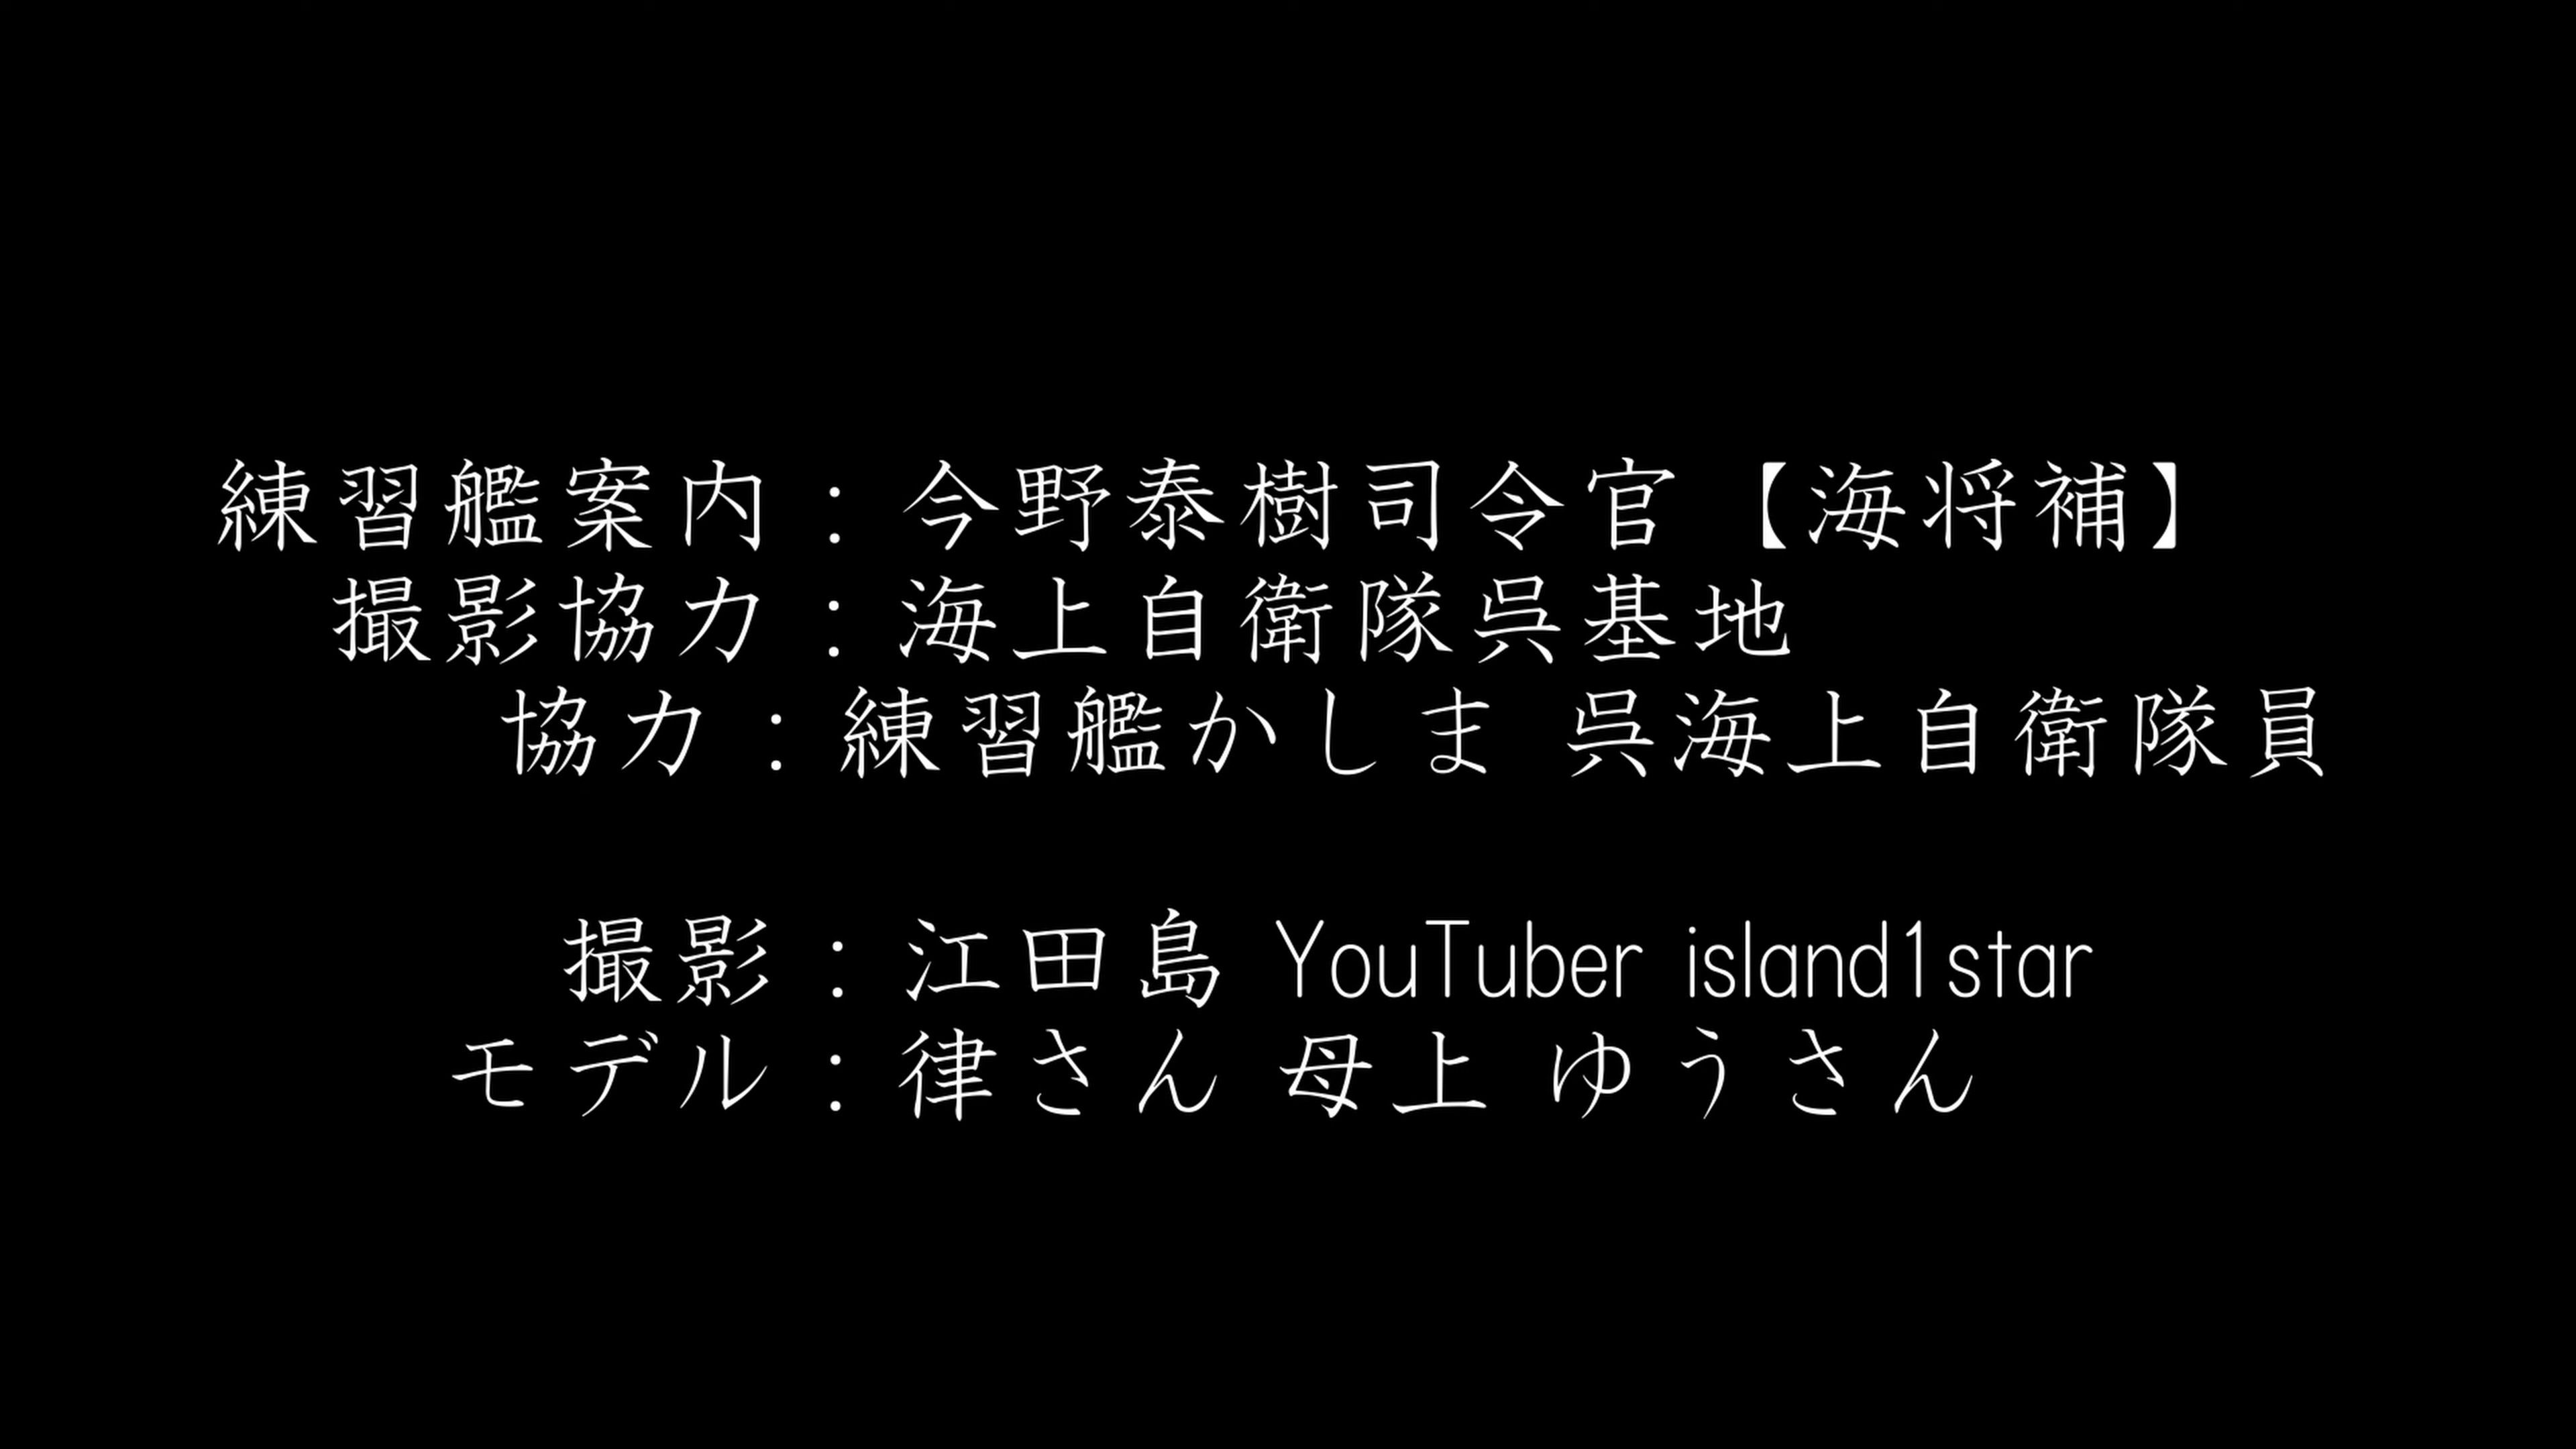 練習艦案内：今野泰樹司令官【海将補】
撮影協力：海上自衛隊呉基地
協力：練習艦かしま 呉海上自衛隊員
撮影：江田島 YouTuber island1star
モデル：律さん 母上 ゆうさん